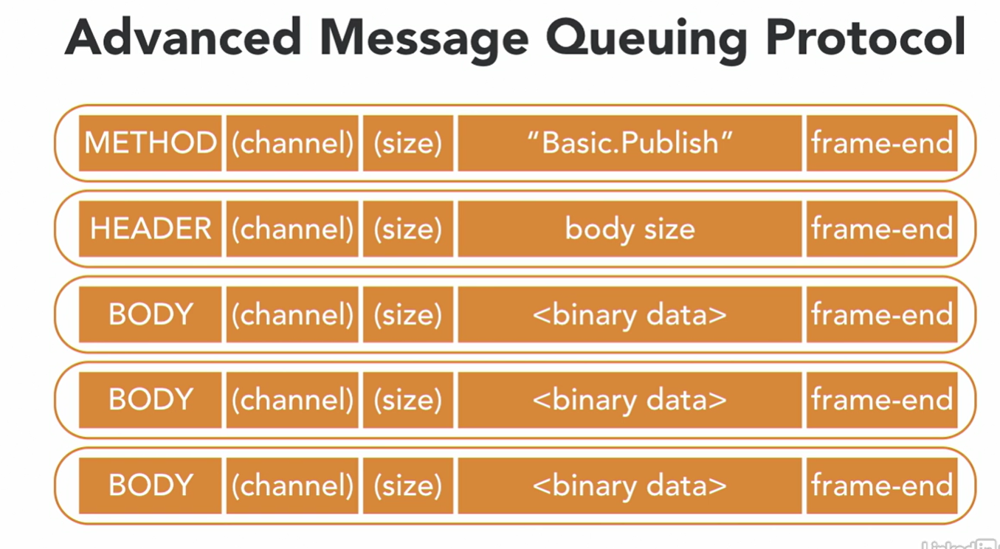 Advanced Message Queuing Protocol
METHOD (channel) (size) “Basic.Publish” frame-end
HEADER (channel) (size) body size frame-end
BODY (channel) (size) <binary data> frame-end
BODY (channel) (size) <binary data> frame-end
BODY (channel) (size) <binary data> frame-end
Linked in